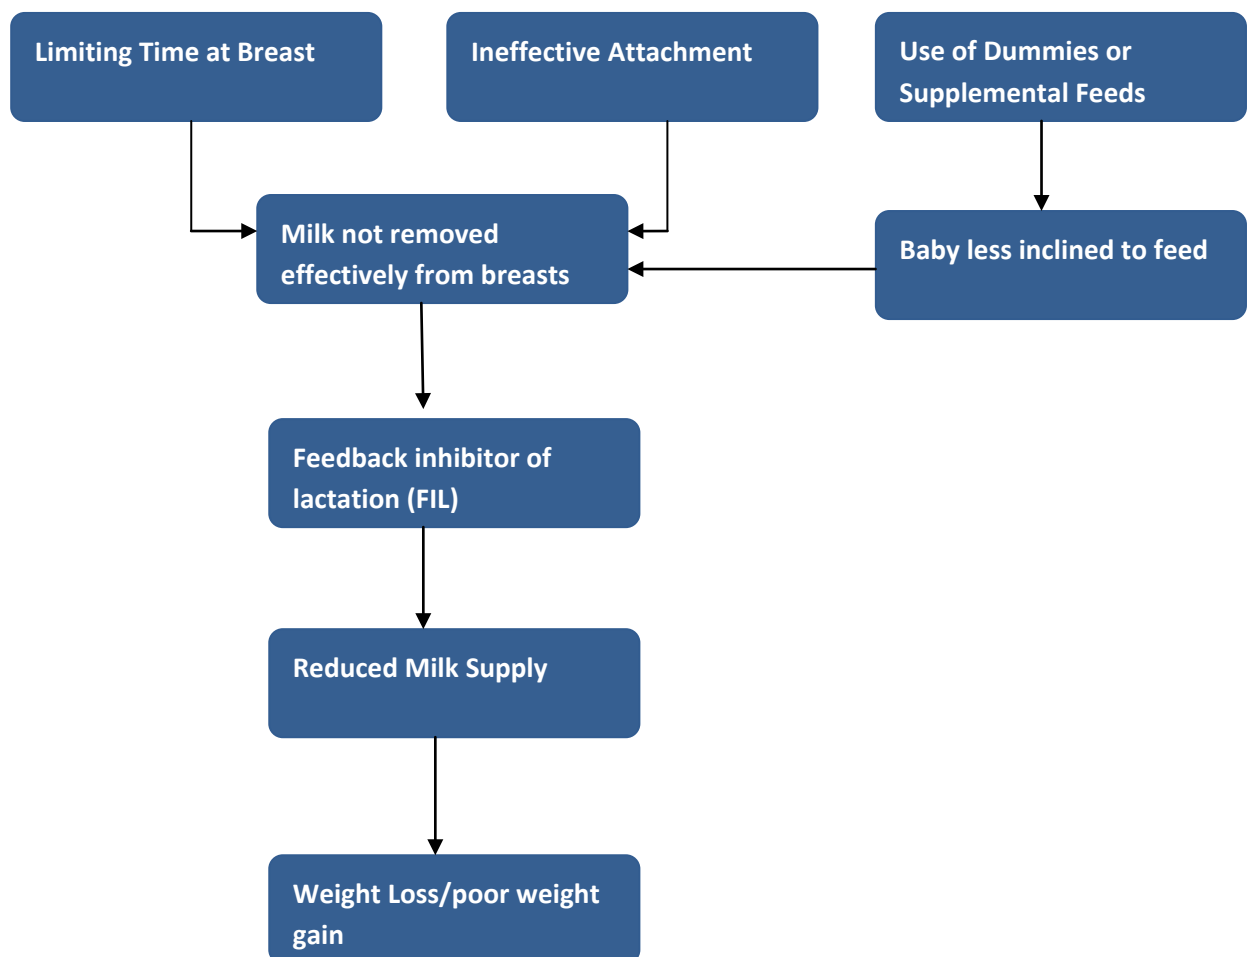 Limiting Time at Breast
Ineffective Attachment
Use of Dummies or
Supplemental Feeds
Milk not removed
effectively from breasts
Baby less inclined to feed
Feedback inhibitor of
lactation (FIL)
Reduced Milk Supply
Weight Loss/poor weight
gain